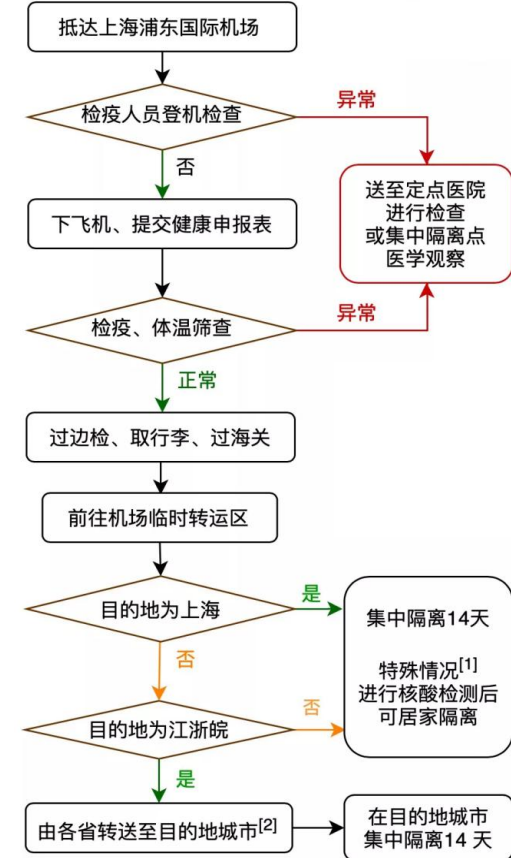 抵达上海浦东国际机场
检疫人员登机检查
异常
否
送至定点医院
进行检查
或集中隔离点
医学观察
下飞机、提交健康申报表
检疫、体温筛查
异常
正常
过边检、取行李、过海关
前往机场临时转运区
目的地为上海
是
集中隔离14天
特殊情况[1]
进行核酸检测后
可居家隔离
否
目的地为江浙皖
否
是
由各省转送至目的地城市[2]
在目的地城市
集中隔离14 天